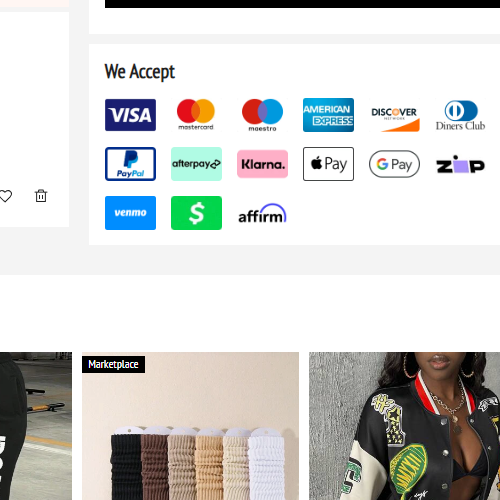 We Accept
VISA
mastercard
maestro
AMERICAN
EXPRESS
DISCOVER
NETWORK
Diners Club
PayPal
afterpay
Klarna.
Pay
G Pay
zip
venmo
$
affirm
Marketplace